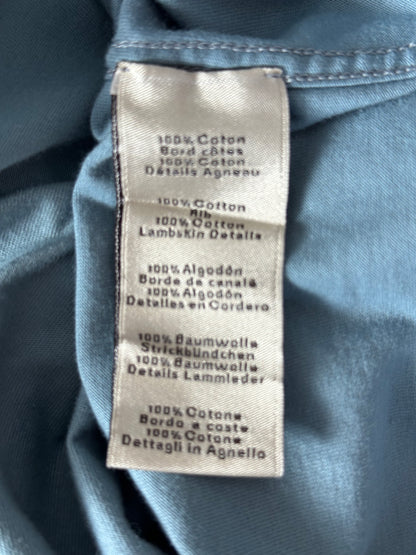 100% Coton
Bord côtes
100% Coton
Détails Agneau
100% Cotton
Rib
100% Cotton
Lambskin Details
100% Algodón
Borde de canalé
100% Algodón
Detalles en Cordero
100% Baumwolle
Strickbündchen
100% Baumwolle
Details Lammleder
100% Cotone
Bordo a coste
100% Cotone
Dettagli in Agnello